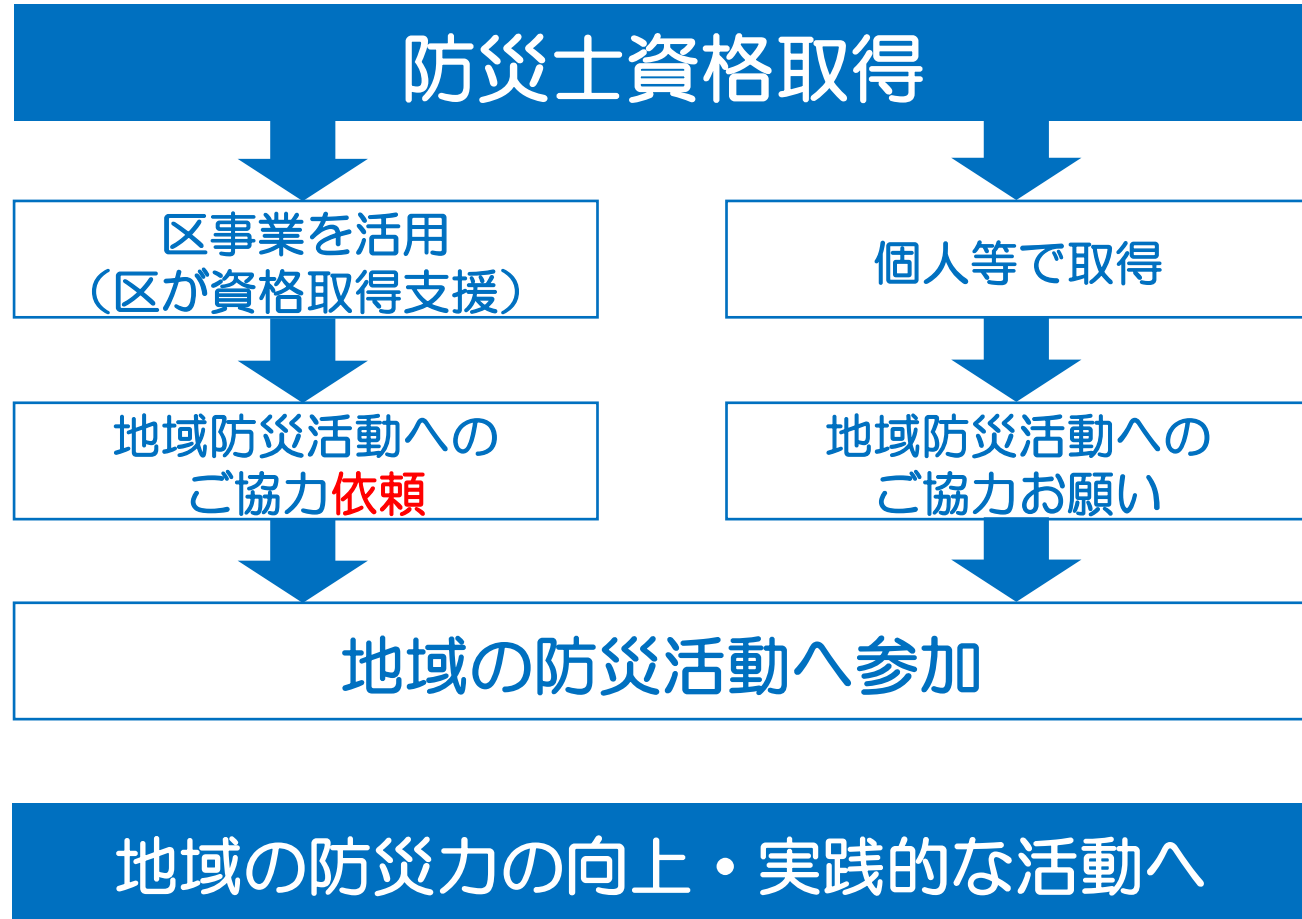 防災士資格取得
区事業を活用
（区が資格取得支援）
個人等で取得
地域防災活動への
ご協力依頼
地域防災活動への
ご協力お願い
地域の防災活動へ参加
地域の防災力の向上・実践的な活動へ